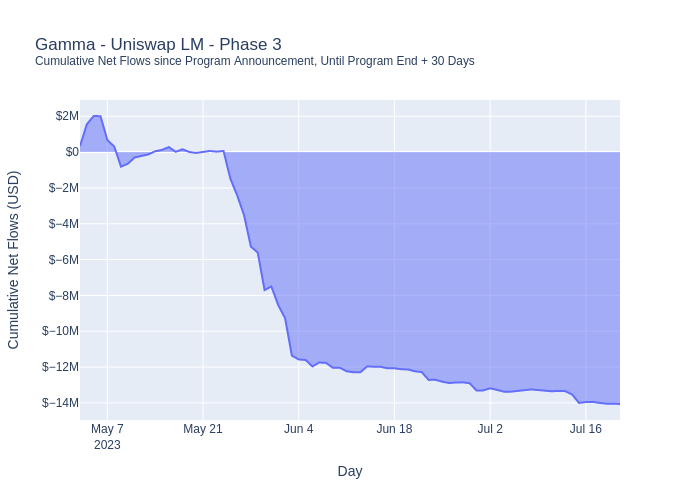 Gamma - Uniswap LM - Phase 3
Cumulative Net Flows since Program Announcement, Until Program End + 30 Days
Cumulative Net Flows (USD)
$2M
$0
$−2M
$−4M
$−6M
$−8M
$−10M
$−12M
$−14M
May 7
2023
May 21
Jun 4
Jun 18
Jul 2
Jul 16
Day